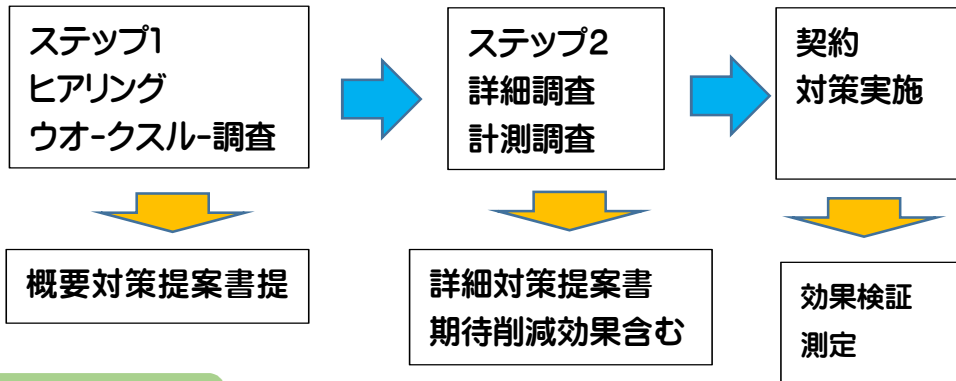 ステップ1
ヒアリング
ウオ-クスル-調査
ステップ2
詳細調査
計測調査
契約
対策実施
概要対策提案書提
詳細対策提案書
期待削減効果含む
効果検証
測定